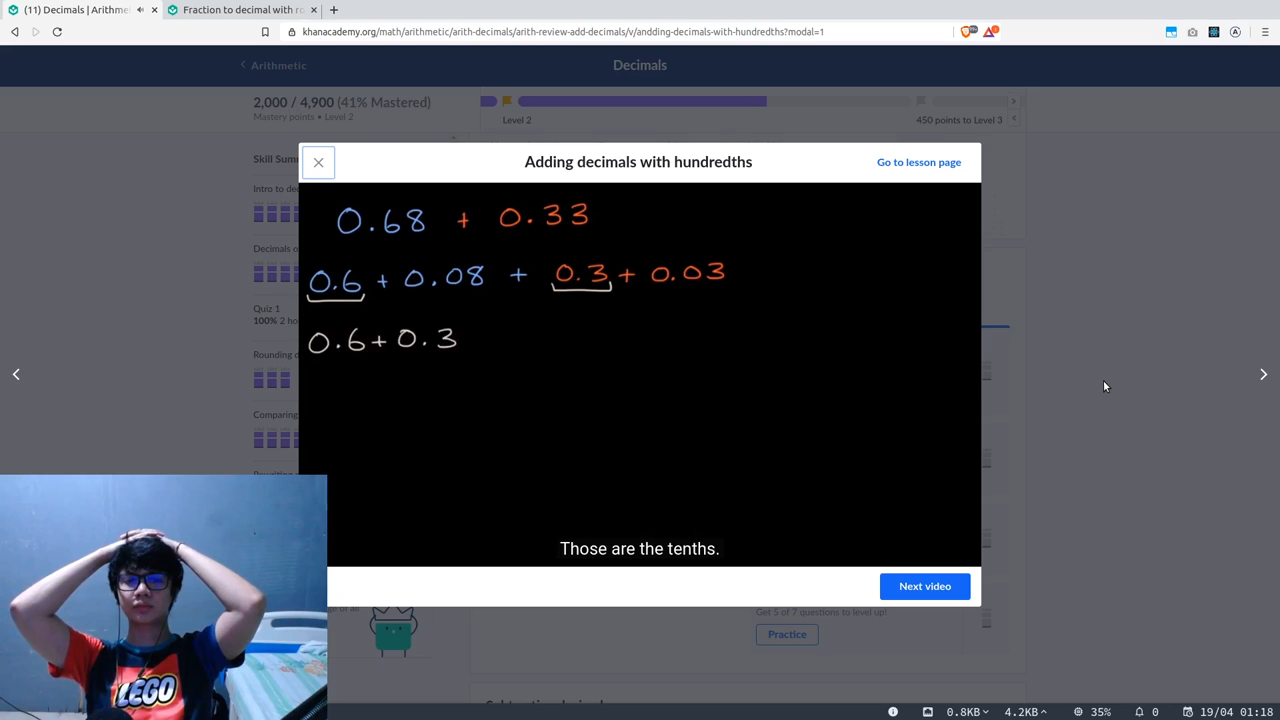 (11) Decimals | Arithme
Fraction to decimal with ro
khanacademy.org/math/arithmetic/arith-decimals/arith-review-add-decimals/v/andding-decimals-with-hundredths?modal=1
Arithmetic
Decimals
2,000 / 4,900 (41% Mastered)
Mastery points • Level 2
Level 2
450 points to Level 3
Skill Sum
Intro to dec
Decimals o
Quiz 1
100% 2 ho
Rounding d
Comparing
Adding decimals with hundredths
Go to lesson page
0.68 + 0.33
0.6 + 0.08 + 0.3 + 0.03
0.6 + 0.3
Those are the tenths.
Next video
Get 5 of 7 questions to level up!
Practice
LEGO
0.8KB
4.2KB
35%
0
19/04 01:18